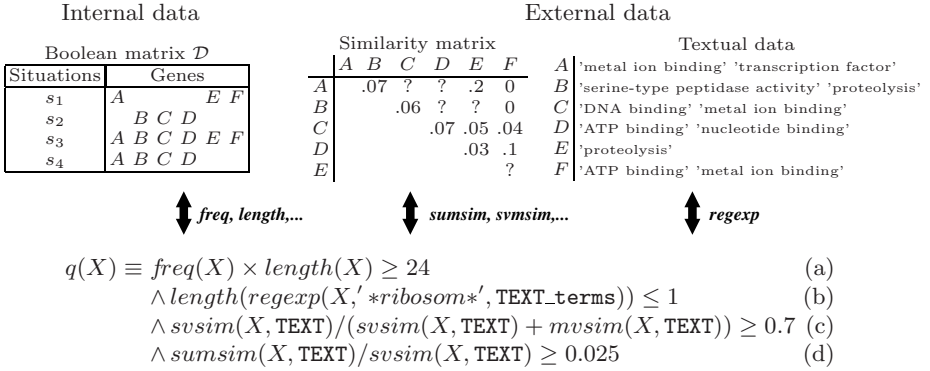 Internal data
External data
Boolean matrix 𝒟
Situations Genes
s1 A E F
s2 B C D
s3 A B C D E F
s4 A B C D
Similarity matrix
A B C D E F
A .07 ? ? .2 0
B .06 ? ? 0
C .07 .05 .04
D .03 .1
E ?
Textual data
A 'metal ion binding' 'transcription factor'
B 'serine-type peptidase activity' 'proteolysis'
C 'DNA binding' 'metal ion binding'
D 'ATP binding' 'nucleotide binding'
E 'proteolysis'
F 'ATP binding' 'metal ion binding'
freq, length,...
sumsim, svmsim,...
regexp
q(X) ≡ freq(X) × length(X) ≥ 24 (a)
∧ length(regexp(X,' *ribosom*', TEXT_terms)) ≤ 1 (b)
∧ svsim(X, TEXT)/(svsim(X, TEXT) + mvsim(X, TEXT)) ≥ 0.7 (c)
∧ sumsim(X, TEXT)/svsim(X, TEXT) ≥ 0.025 (d)